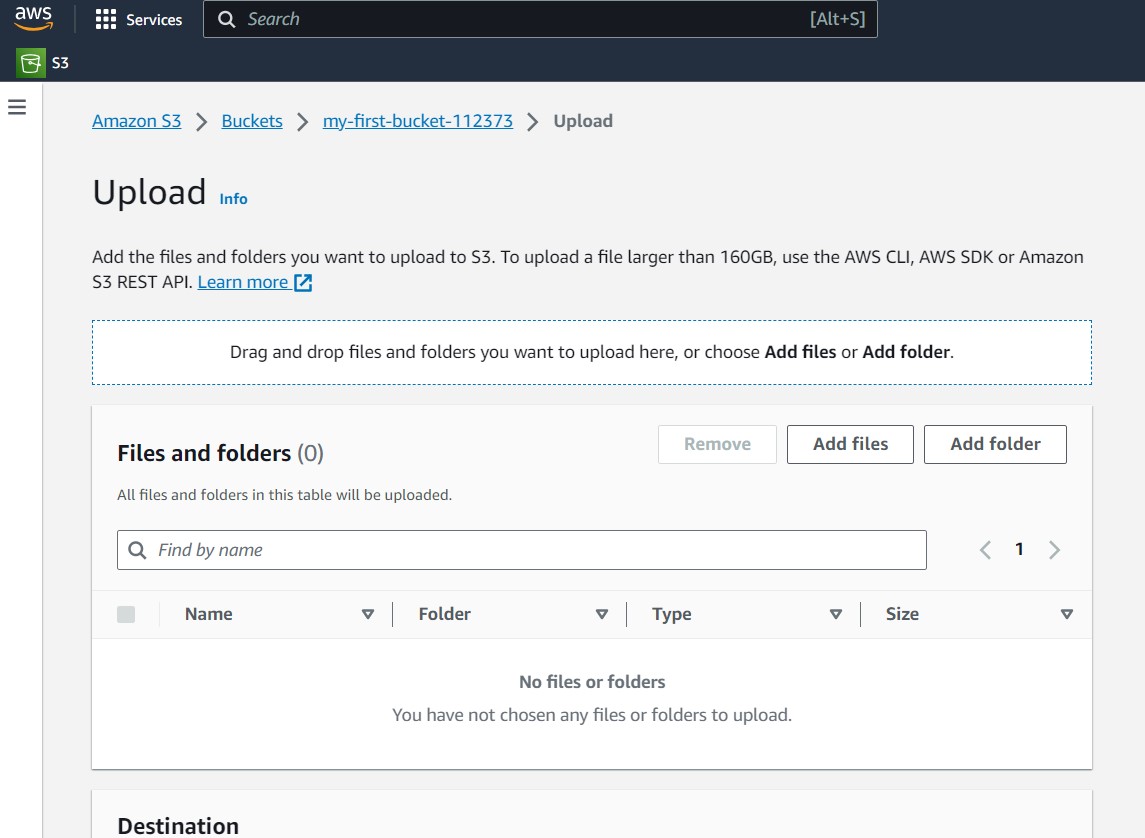 aws
Services
Search [Alt+S]
S3
Amazon S3 > Buckets > my-first-bucket-112373 > Upload
Upload Info
Add the files and folders you want to upload to S3. To upload a file larger than 160GB, use the AWS CLI, AWS SDK or Amazon
S3 REST API. Learn more
Drag and drop files and folders you want to upload here, or choose Add files or Add folder.
Files and folders (0)
Remove Add files Add folder
All files and folders in this table will be uploaded.
Find by name
< 1 >
Name Folder Type Size
No files or folders
You have not chosen any files or folders to upload.
Destination